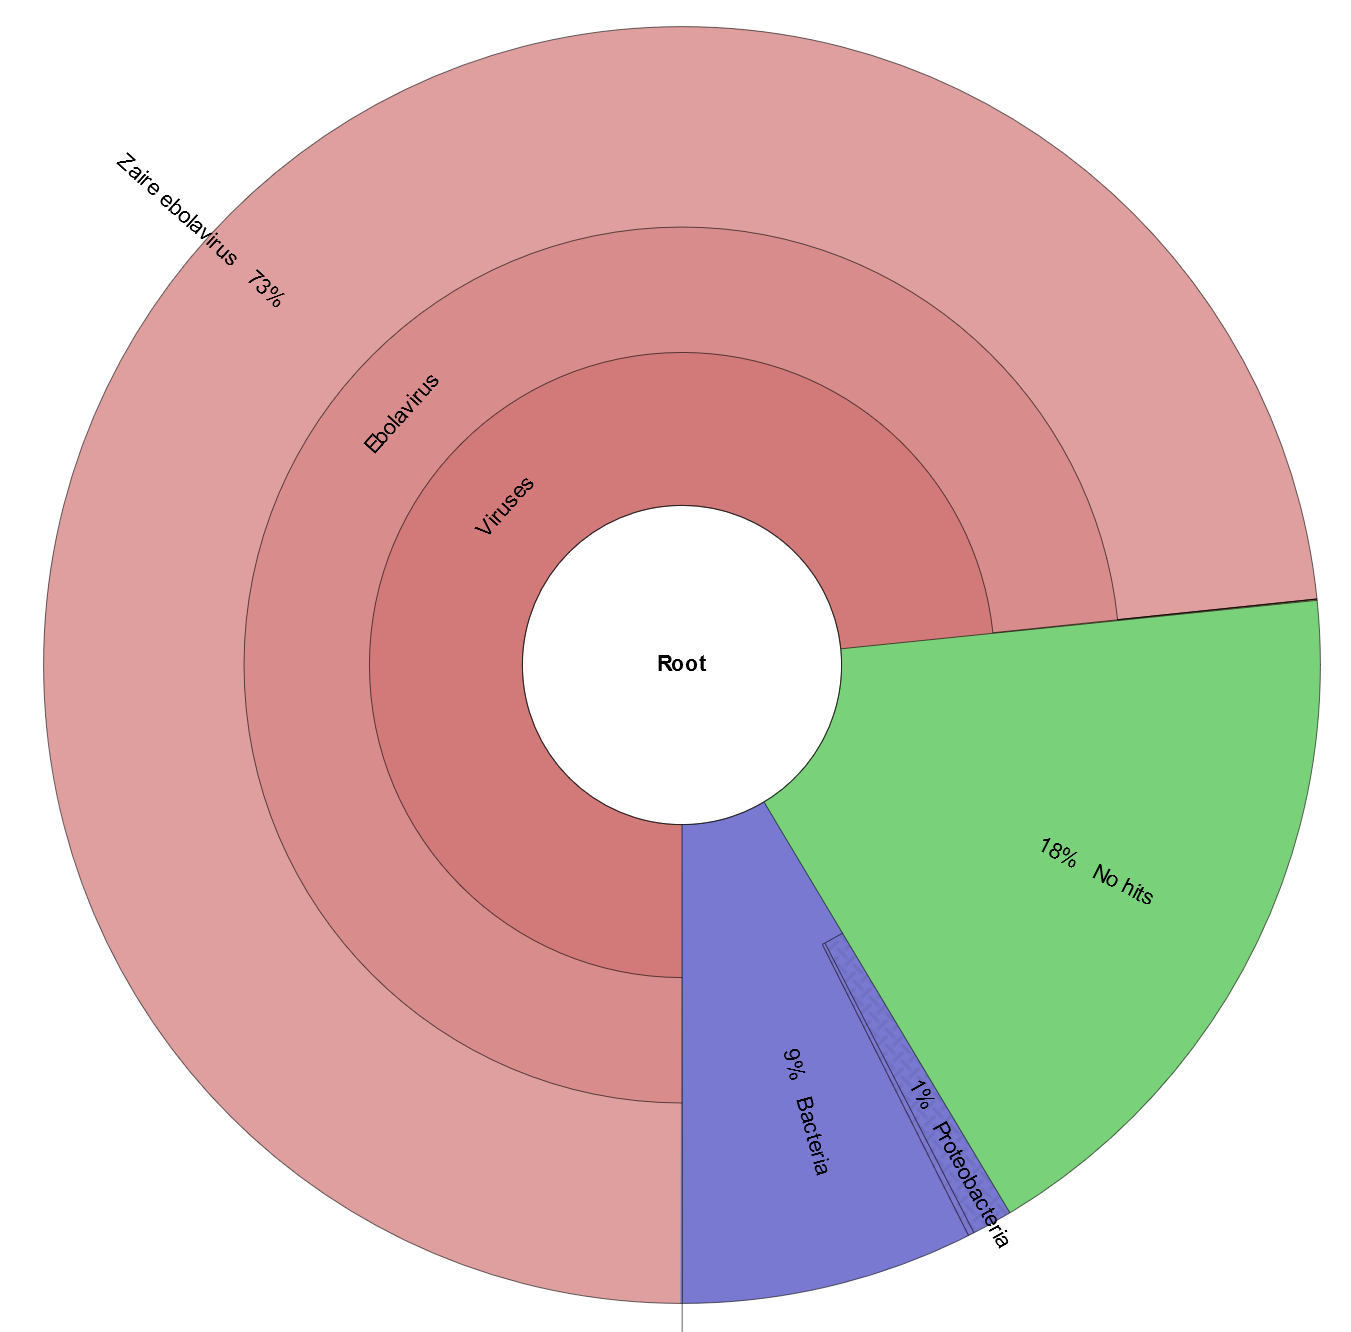 Zaire ebolavirus 73%
Ebolavirus
Viruses
Root
18% No hits
9% Bacteria
1% Proteobacteria